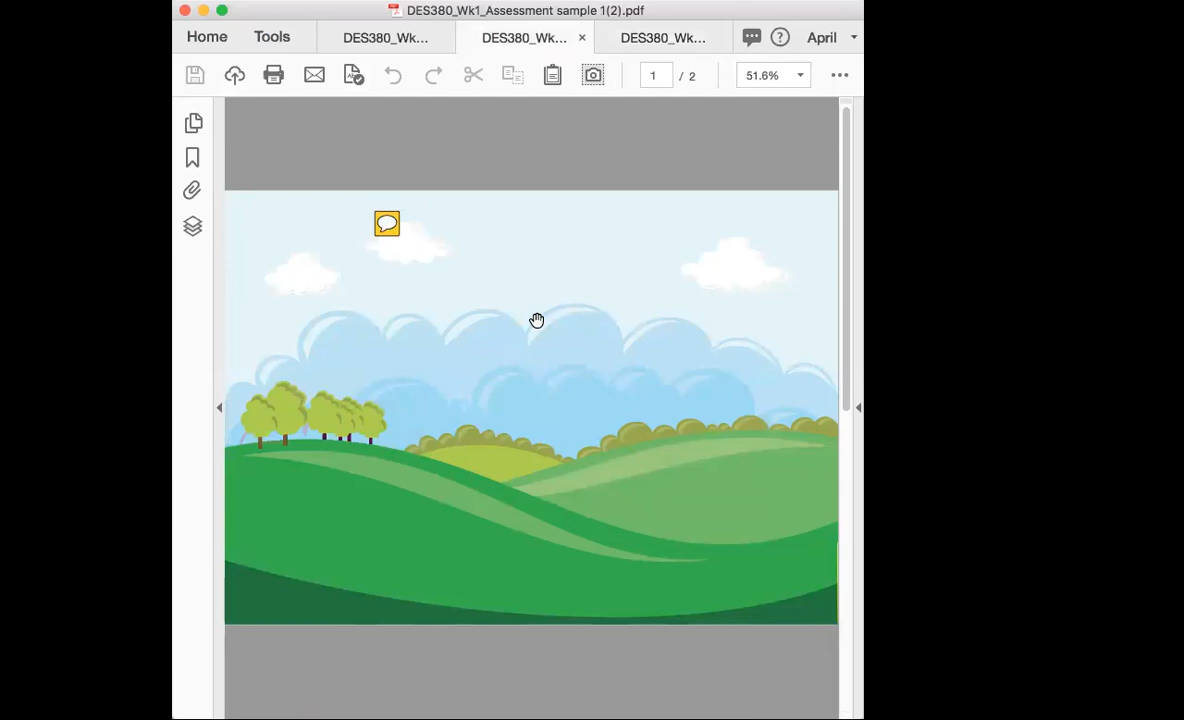 DES380_Wk1_Assessment sample 1(2).pdf
Home Tools DES380_Wk... DES380_Wk... × DES380_Wk... ? April
1 / 2 51.6%